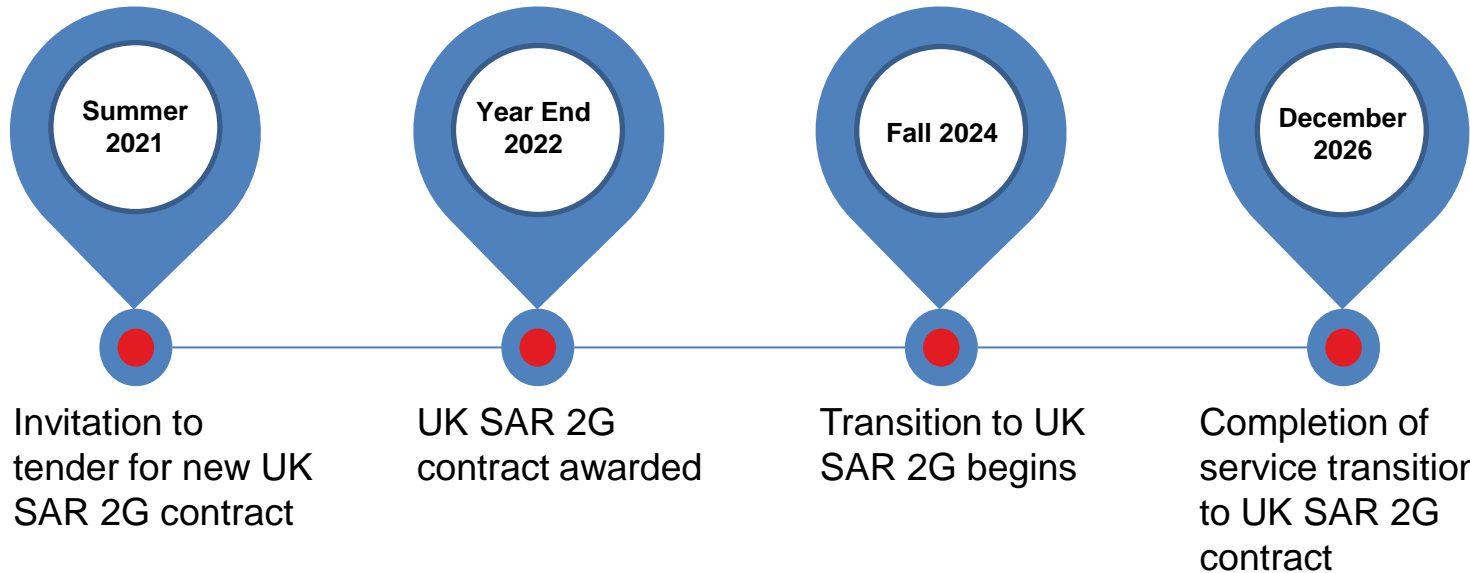 Summer
2021
Year End
2022
Fall 2024
December
2026
Invitation to
tender for new UK
SAR 2G contract
UK SAR 2G
contract awarded
Transition to UK
SAR 2G begins
Completion of
service transition
to UK SAR 2G
contract